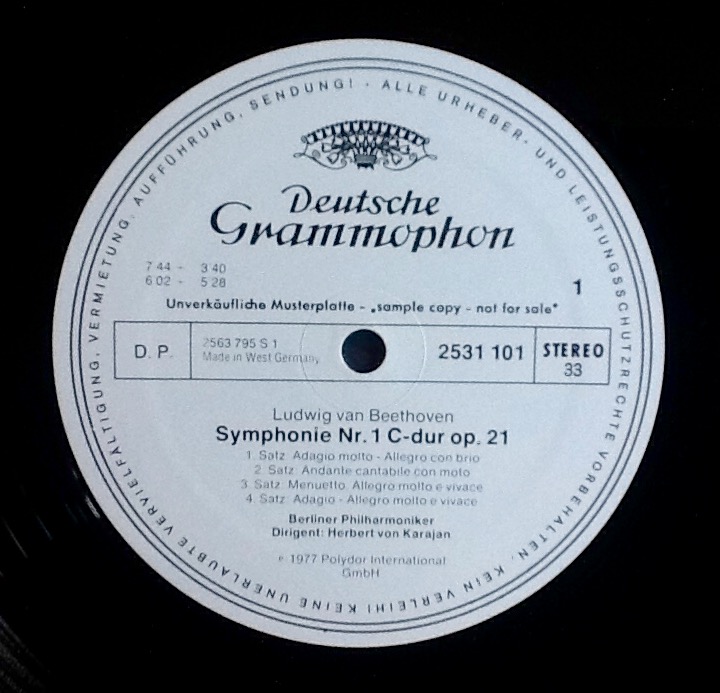 ALLE URHEBER- UND LEISTUNGSSCHUTZRECHTE VORBEHALTEN. KEIN VERLEIH! KEINE UNERLAUBTE VERVIELFÄLTIGUNG, VERMIETUNG, AUFFÜHRUNG, SENDUNG! ·
Deutsche
Grammophon
7'44 - 3'40
6'02 - 5'28
1
Unverkäufliche Musterplatte - „sample copy - not for sale"
D. P. 2563 795 S 1 2531 101 STEREO
Made in West Germany 33
Ludwig van Beethoven
Symphonie Nr. 1 C-dur op. 21
1. Satz: Adagio molto - Allegro con brio
2. Satz: Andante cantabile con moto
3. Satz: Menuetto. Allegro molto e vivace
4. Satz: Adagio - Allegro molto e vivace
Berliner Philharmoniker
Dirigent: Herbert von Karajan
℗ 1977 Polydor International
GmbH